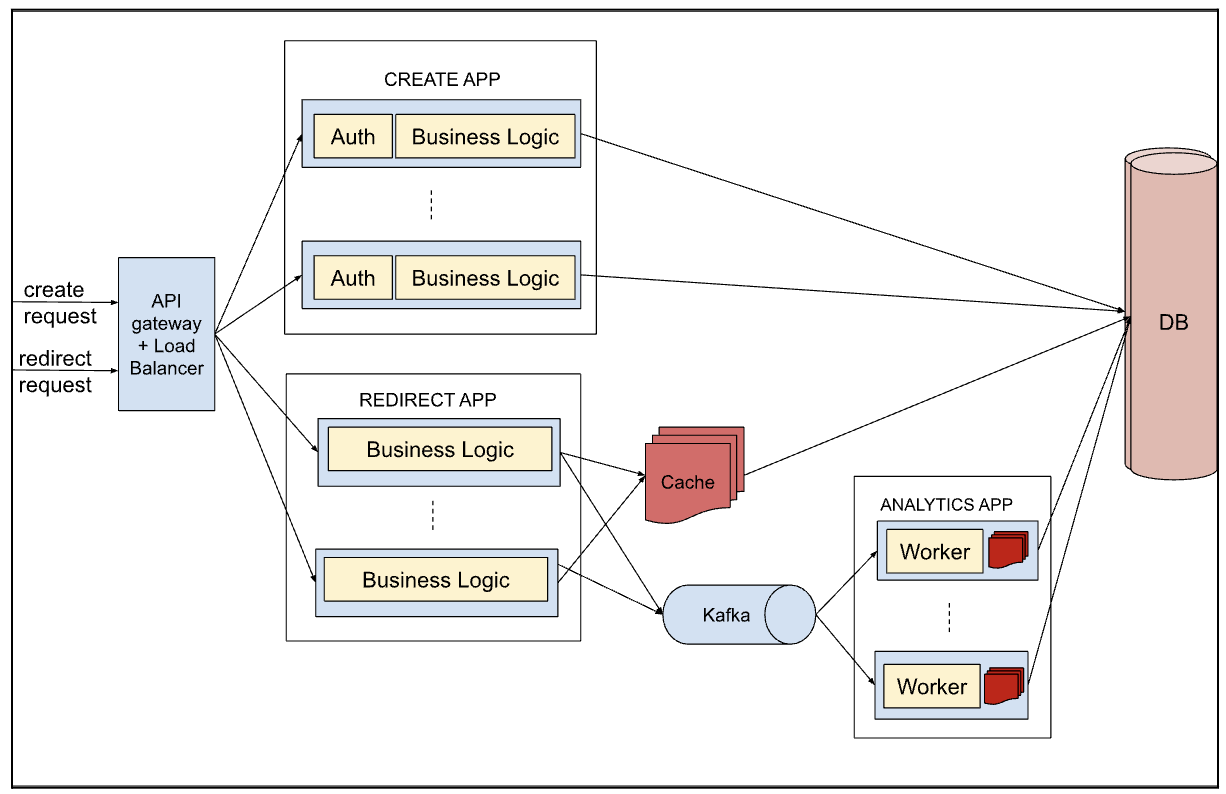 CREATE APP
Auth
Business Logic
Auth
Business Logic
create
request
redirect
request
API
gateway
+ Load
Balancer
DB
REDIRECT APP
Business Logic
Business Logic
Cache
Kafka
ANALYTICS APP
Worker
Worker